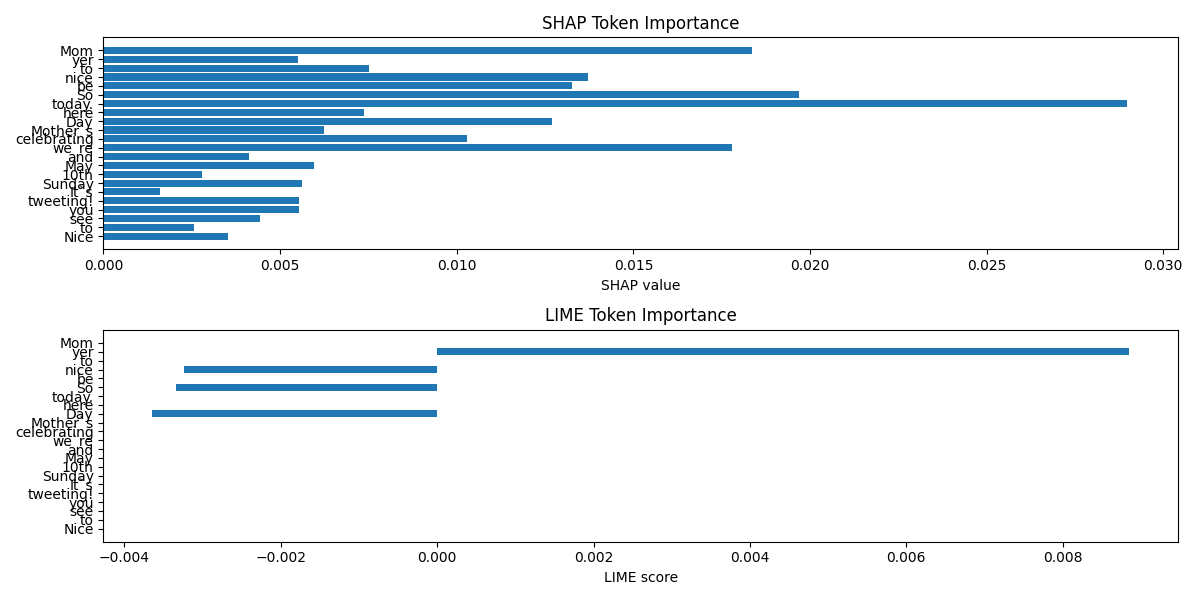 SHAP Token Importance
Mom
yer
to
nice
be
So
today.
here
Day
Mother_s
celebrating
we_re
and
May
10th
Sunday
It_s
tweeting!
you
see
to
Nice
0.000 0.005 0.010 0.015 0.020 0.025 0.030
SHAP value
LIME Token Importance
Mom
yer
to
nice
be
So
today.
here
Day
Mother_s
celebrating
we_re
and
May
10th
Sunday
It_s
tweeting!
you
see
to
Nice
−0.004 −0.002 0.000 0.002 0.004 0.006 0.008
LIME score